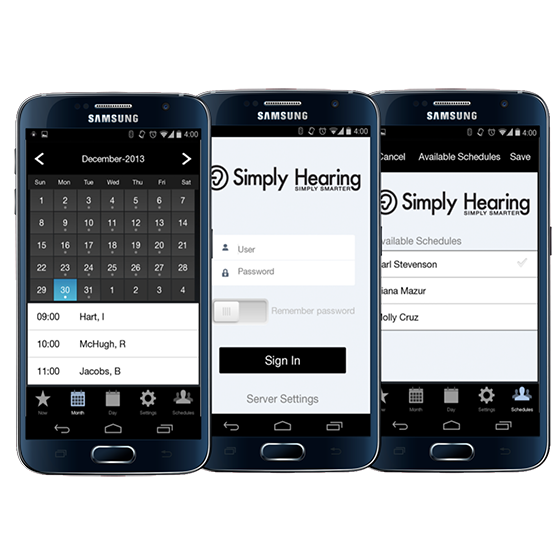 SAMSUNG
4:00
December-2013
Sun Mon Tue Wed Thu Fri Sat
1 2 3 4 5 6 7
8 9 10 11 12 13 14
15 16 17 18 19 20 21
22 23 24 25 26 27 28
29 30 31 1 2 3 4
09:00 Hart, I
10:00 McHugh, R
11:00 Jacobs, B
Now Month Day Settings Schedules
SAMSUNG
4:00
Simply Hearing
SIMPLY SMARTER
User
Password
Remember password
Sign In
Server Settings
SAMSUNG
4:00
Cancel Available Schedules Save
Simply Hearing
SIMPLY SMARTER
Available Schedules
arl Stevenson
iana Mazur
olly Cruz
Month Day Settings Schedules